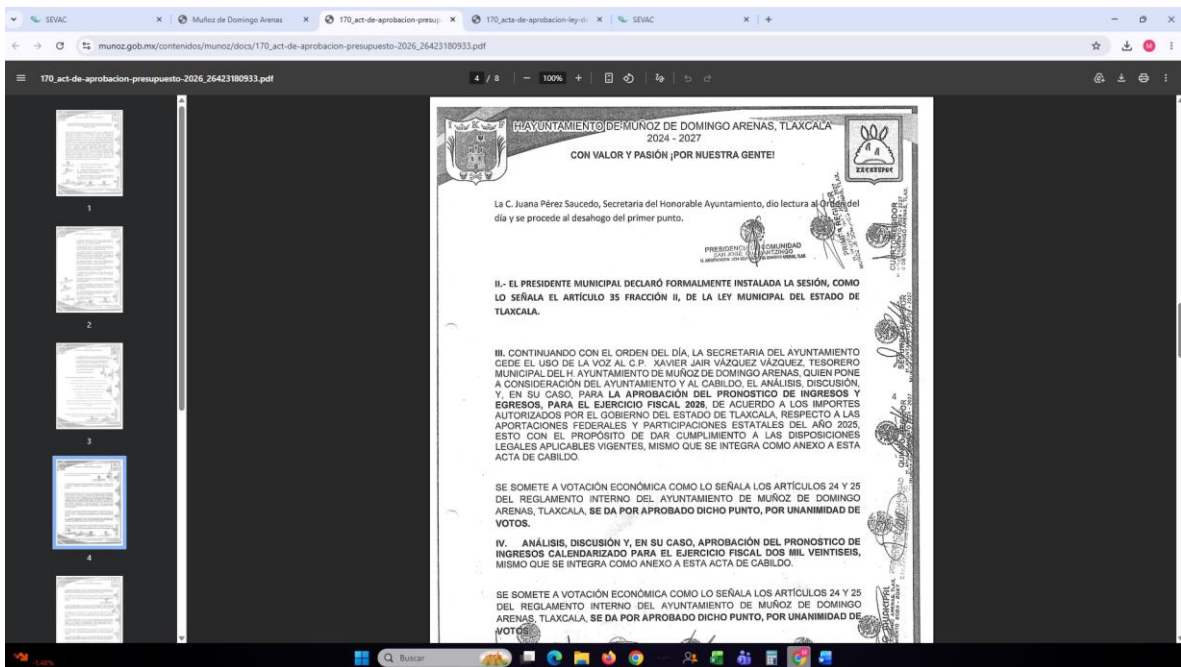 SEVAC
Muñoz de Domingo Arenas
170_act-de-aprobacion-presup
170_acta-de-aprobacion-ley-d
SEVAC
munoz.gob.mx/contenidos/munoz/docs/170_act-de-aprobacion-presupuesto-2026_26423180933.pdf
170_act-de-aprobacion-presupuesto-2026_26423180933.pdf
4 / 8
100%
1
2
3
4
H. AYUNTAMIENTO DE MUÑOZ DE DOMINGO ARENAS, TLAXCALA
2024 - 2027
CON VALOR Y PASIÓN ¡POR NUESTRA GENTE!
ZACATEPEC
La C. Juana Pérez Saucedo, Secretaria del Honorable Ayuntamiento, dio lectura al Orden del
día y se procede al desahogo del primer punto.
PRESIDENCIA COMUNIDAD
II.- EL PRESIDENTE MUNICIPAL DECLARÓ FORMALMENTE INSTALADA LA SESIÓN, COMO
LO SEÑALA EL ARTÍCULO 35 FRACCIÓN II, DE LA LEY MUNICIPAL DEL ESTADO DE
TLAXCALA.
III. CONTINUANDO CON EL ORDEN DEL DÍA, LA SECRETARIA DEL AYUNTAMIENTO
CEDE EL USO DE LA VOZ AL C.P. XAVIER JAIR VÁZQUEZ VÁZQUEZ, TESORERO
MUNICIPAL DEL H. AYUNTAMIENTO DE MUÑOZ DE DOMINGO ARENAS, QUIEN PONE
A CONSIDERACIÓN DEL AYUNTAMIENTO Y AL CABILDO, EL ANÁLISIS, DISCUSIÓN,
Y, EN SU CASO, PARA LA APROBACIÓN DEL PRONOSTICO DE INGRESOS Y
EGRESOS, PARA EL EJERCICIO FISCAL 2026, DE ACUERDO A LOS IMPORTES
AUTORIZADOS POR EL GOBIERNO DEL ESTADO DE TLAXCALA, RESPECTO A LAS
APORTACIONES FEDERALES Y PARTICIPACIONES ESTATALES DEL AÑO 2025,
ESTO CON EL PROPÓSITO DE DAR CUMPLIMIENTO A LAS DISPOSICIONES
LEGALES APLICABLES VIGENTES, MISMO QUE SE INTEGRA COMO ANEXO A ESTA
ACTA DE CABILDO.
SE SOMETE A VOTACIÓN ECONÓMICA COMO LO SEÑALA LOS ARTÍCULOS 24 Y 25
DEL REGLAMENTO INTERNO DEL AYUNTAMIENTO DE MUÑOZ DE DOMINGO
ARENAS, TLAXCALA, SE DA POR APROBADO DICHO PUNTO, POR UNANIMIDAD DE
VOTOS.
IV. ANÁLISIS, DISCUSIÓN Y, EN SU CASO, APROBACIÓN DEL PRONOSTICO DE
INGRESOS CALENDARIZADO PARA EL EJERCICIO FISCAL DOS MIL VEINTISEIS,
MISMO QUE SE INTEGRA COMO ANEXO A ESTA ACTA DE CABILDO.
SE SOMETE A VOTACIÓN ECONÓMICA COMO LO SEÑALA LOS ARTÍCULOS 24 Y 25
DEL REGLAMENTO INTERNO DEL AYUNTAMIENTO DE MUÑOZ DE DOMINGO
ARENAS, TLAXCALA, SE DA POR APROBADO DICHO PUNTO, POR UNANIMIDAD DE
VOTOS
-1.48%
Buscar